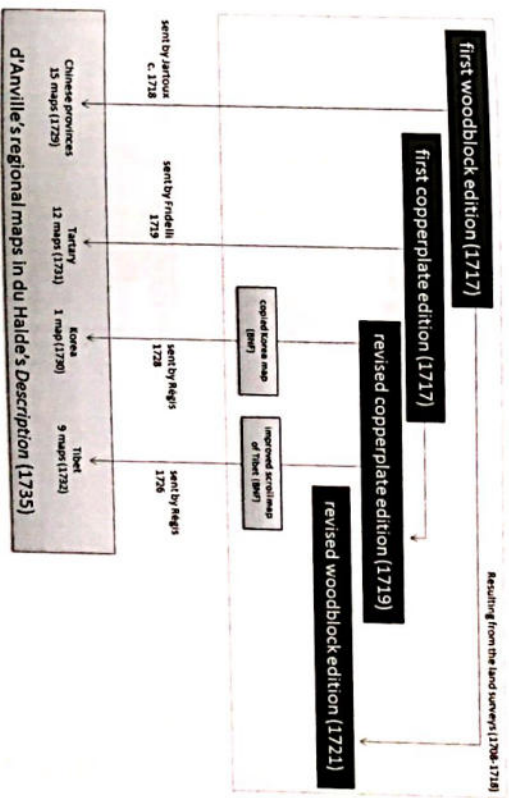 Resulting from the land surveys (1708-1718)
first woodblock edition (1717)
first copperplate edition (1717)
revised copperplate edition (1719)
revised woodblock edition (1721)
copied Korea map
(BNF)
improved scroll map
of Tibet (BNF)
sent by Jartoux
c. 1718
sent by Fridelli
1719
sent by Régis
1728
sent by Régis
1726
Chinese provinces
15 maps (1729)
Tartary
12 maps (1731)
Korea
1 map (1730)
Tibet
9 maps (1732)
d'Anville's regional maps in du Halde's Description (1735)